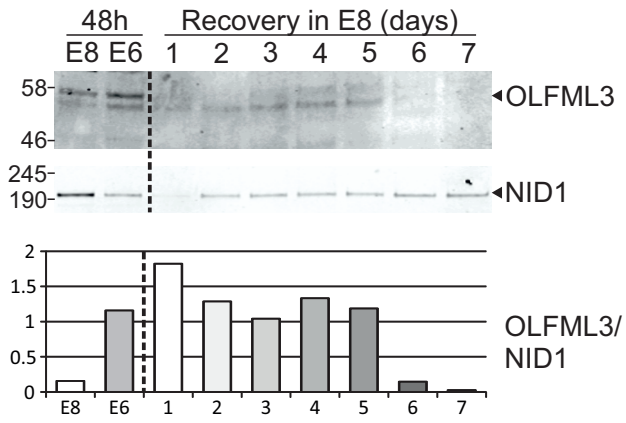 48h Recovery in E8 (days)
E8 E6 1 2 3 4 5 6 7
58- OLFML3
46-
245-
190- NID1
2
1.5
1 OLFML3/
0.5 NID1
0
E8 E6 1 2 3 4 5 6 7